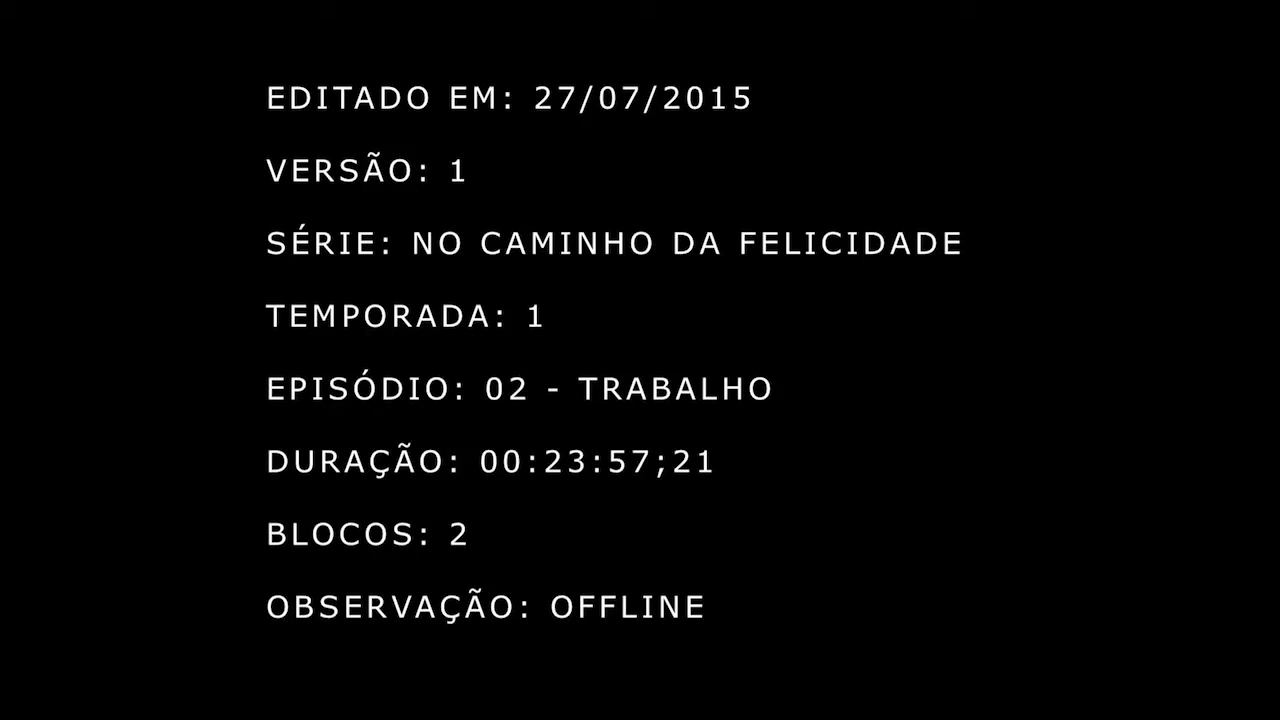 EDITADO EM: 27/07/2015
VERSÃO: 1
SÉRIE: NO CAMINHO DA FELICIDADE
TEMPORADA: 1
EPISÓDIO: 02 - TRABALHO
DURAÇÃO: 00:23:57;21
BLOCOS: 2
OBSERVAÇÃO: OFFLINE